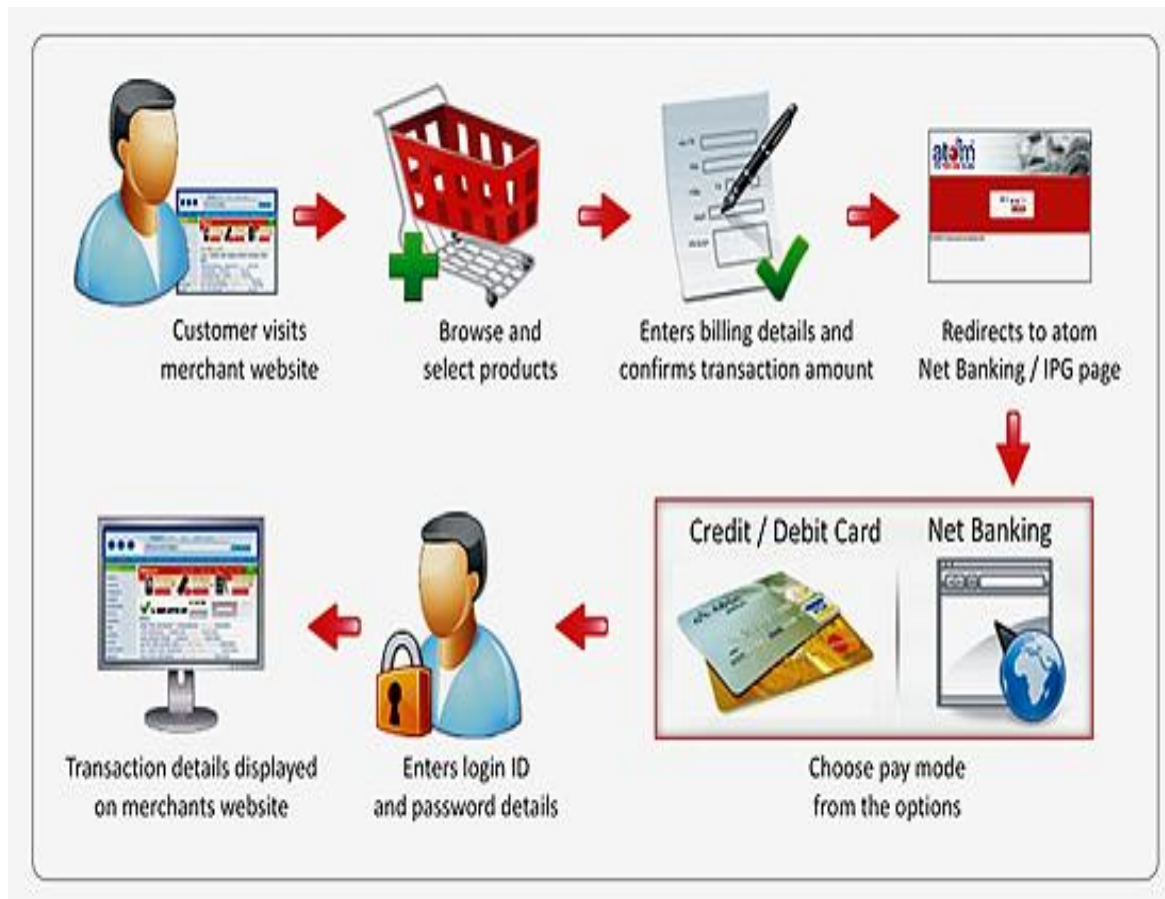 Customer visits
merchant website
Browse and
select products
Enters billing details and
confirms transaction amount
atom
Redirects to atom
Net Banking / IPG page
Credit / Debit Card
Net Banking
Choose pay mode
from the options
Enters login ID
and password details
Transaction details displayed
on merchants website